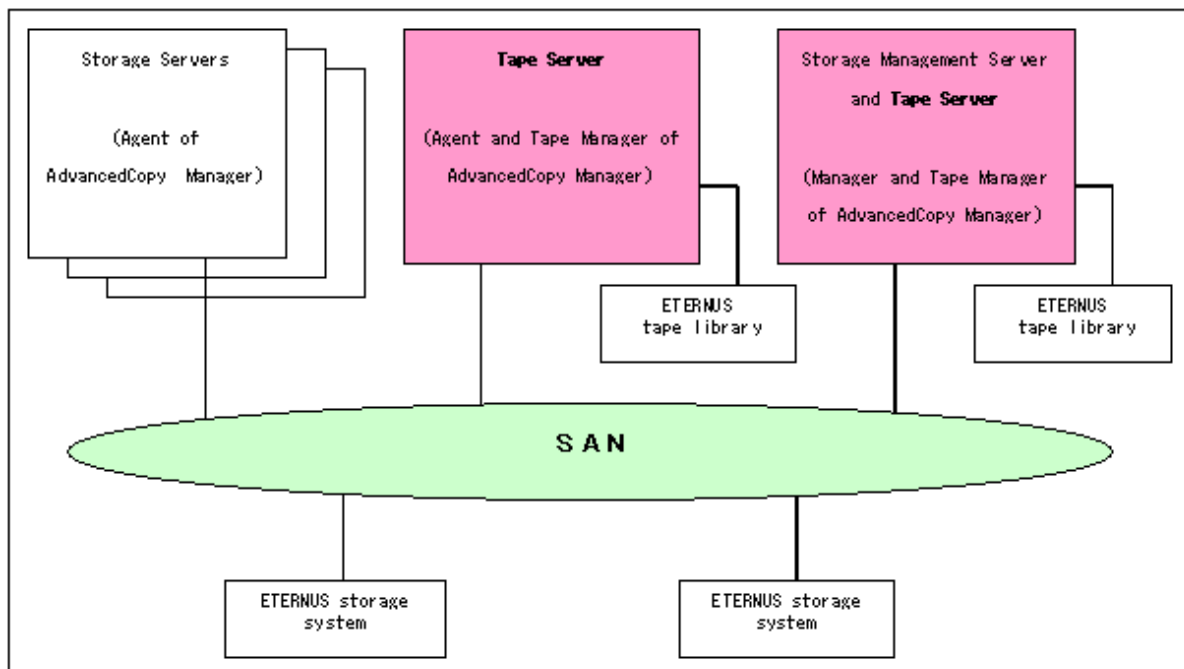 Storage Servers
(Agent of
AdvancedCopy Manager)
Tape Server
(Agent and Tape Manager of
AdvancedCopy Manager)
Storage Management Server
and Tape Server
(Manager and Tape Manager
of AdvancedCopy Manager)
ETERNUS
tape library
ETERNUS
tape library
SAN
ETERNUS storage
system
ETERNUS storage
system